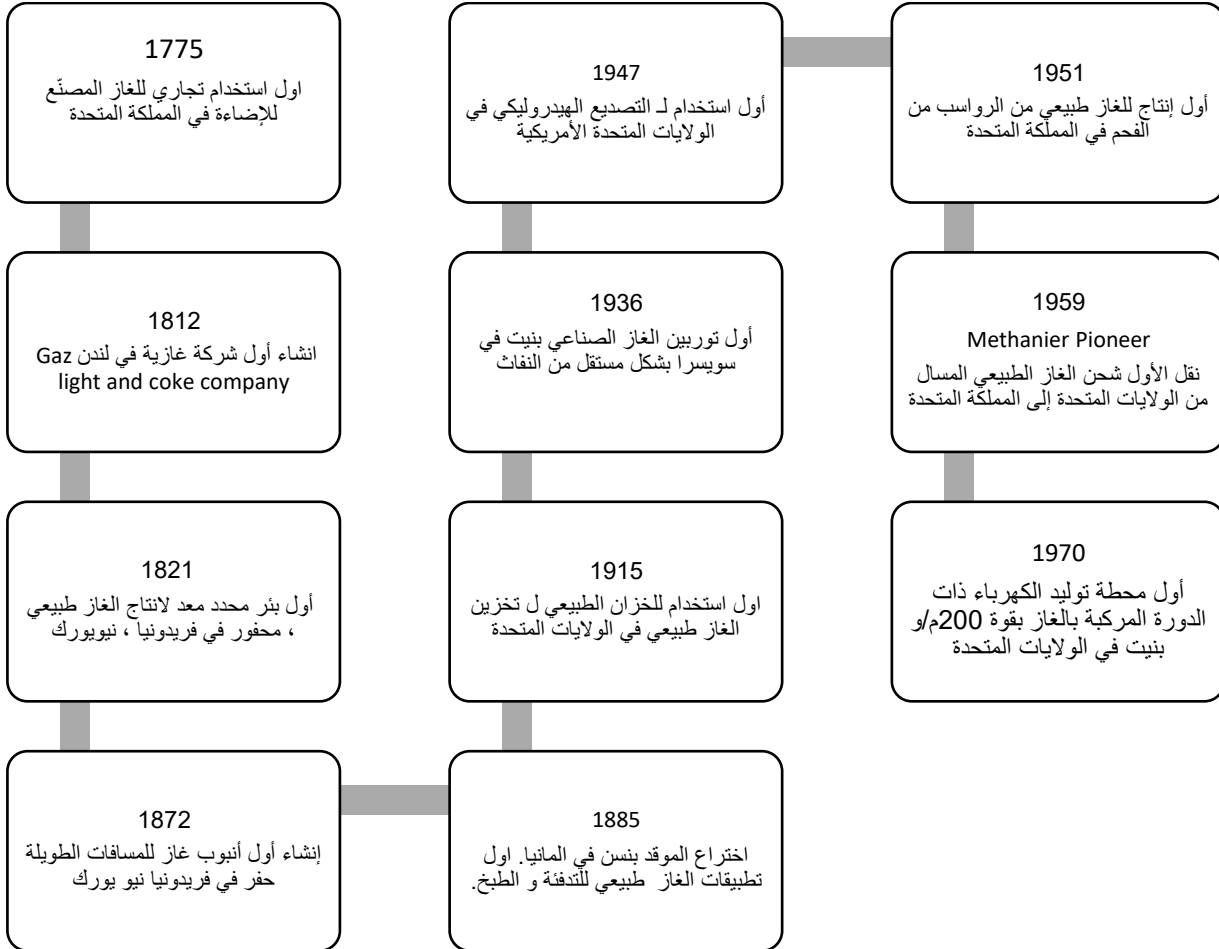 1775
اول استخدام تجاري للغاز المصنّع
للإضاءة في المملكة المتحدة
1812
انشاء أول شركة غازية في لندن Gaz
light and coke company
1821
أول بئر محدد معد لانتاج الغاز طبيعي
، محفور في فريدونيا ، نيويورك
1872
إنشاء أول أنبوب غاز للمسافات الطويلة
حفر في فريدونيا نيو يورك
1885
اختراع الموقد بنسن في المانيا. اول
تطبيقات الغاز طبيعي للتدفئة و الطبخ.
1915
اول استخدام للخزان الطبيعي ل تخزين
الغاز طبيعي في الولايات المتحدة
1936
أول توربين الغاز الصناعي بنيت في
سويسرا بشكل مستقل من النفاث
1947
أول استخدام لـ التصديع الهيدروليكي في
الولايات المتحدة الأمريكية
1951
أول إنتاج للغاز طبيعي من الرواسب من
الفحم في المملكة المتحدة
1959
Methanier Pioneer
نقل الأول شحن الغاز الطبيعي المسال
من الولايات المتحدة إلى المملكة المتحدة
1970
أول محطة توليد الكهرباء ذات
الدورة المركبة بالغاز بقوة 200م/و
بنيت في الولايات المتحدة